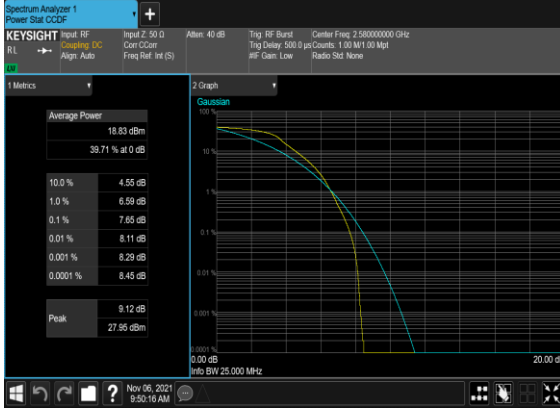 Spectrum Analyzer 1
Power Stat CCDF
+
KEYSIGHT Input: RF Input Z: 50 Ω Atten: 40 dB Trig: RF Burst Center Freq: 2.580000000 GHz
RL Coupling: DC Corr CCorr Trig Delay: 500.0 µs Counts: 1.00 M/1.00 Mpt
Align: Auto Freq Ref: Int (S) #IF Gain: Low Radio Std: None
1 Metrics
2 Graph
Gaussian
Average Power
18.83 dBm
39.71 % at 0 dB
10.0 % 4.55 dB
1.0 % 6.59 dB
0.1 % 7.65 dB
0.01 % 8.11 dB
0.001 % 8.29 dB
0.0001 % 8.45 dB
Peak
9.12 dB
27.95 dBm
100 %
10 %
1 %
0.1 %
0.01 %
0.001 %
0.0001 %
0.00 dB 20.00 d
Info BW 25.000 MHz
? Nov 06, 2021
9:50:16 AM